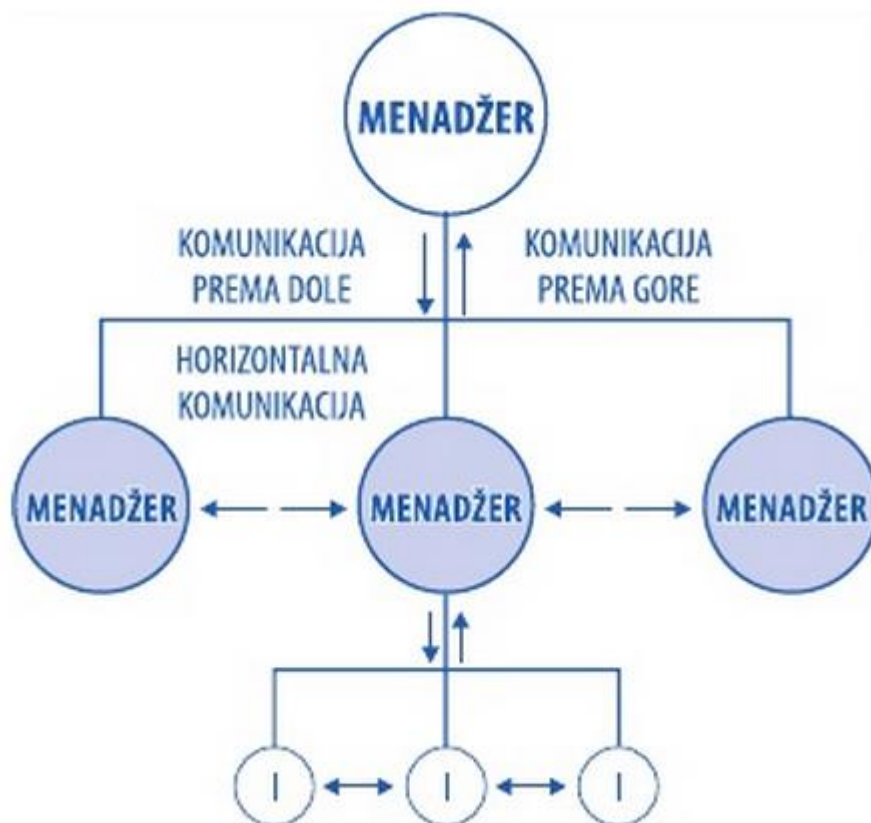 MENADŽER
KOMUNIKACIJA
PREMA DOLE
KOMUNIKACIJA
PREMA GORE
HORIZONTALNA
KOMUNIKACIJA
MENADŽER
MENADŽER
MENADŽER
I
I
I